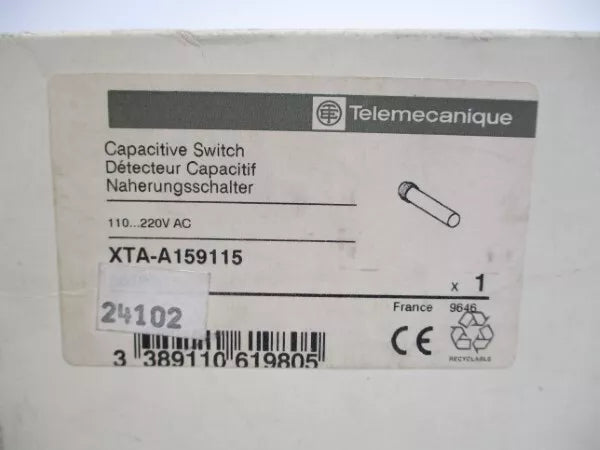 Telemecanique
Capacitive Switch
Détecteur Capacitif
Naherungsschalter
110...220V AC
XTA-A159115
x 1
24102
France 9646
CE
RECYCLABLE
3 389110 619805